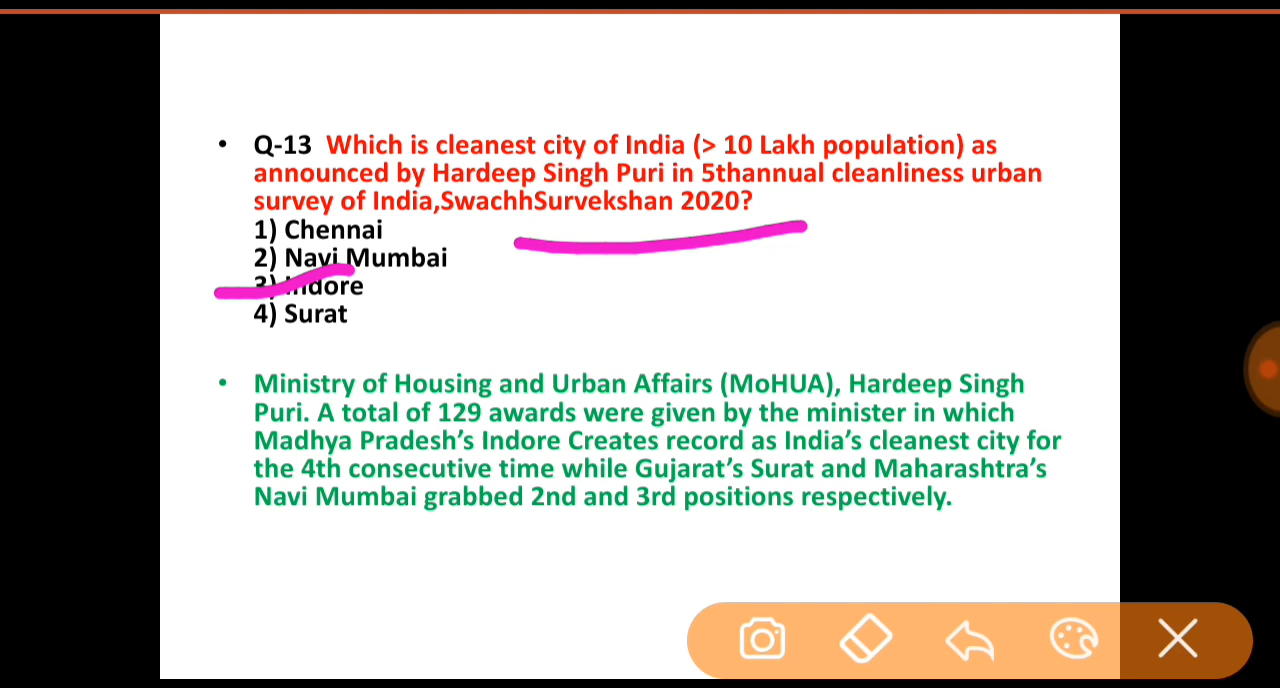 • Q-13 Which is cleanest city of India (> 10 Lakh population) as
announced by Hardeep Singh Puri in 5thannual cleanliness urban
survey of India,SwachhSurvekshan 2020?
1) Chennai
2) Navi Mumbai
3) Indore
4) Surat
• Ministry of Housing and Urban Affairs (MoHUA), Hardeep Singh
Puri. A total of 129 awards were given by the minister in which
Madhya Pradesh’s Indore Creates record as India’s cleanest city for
the 4th consecutive time while Gujarat’s Surat and Maharashtra’s
Navi Mumbai grabbed 2nd and 3rd positions respectively.